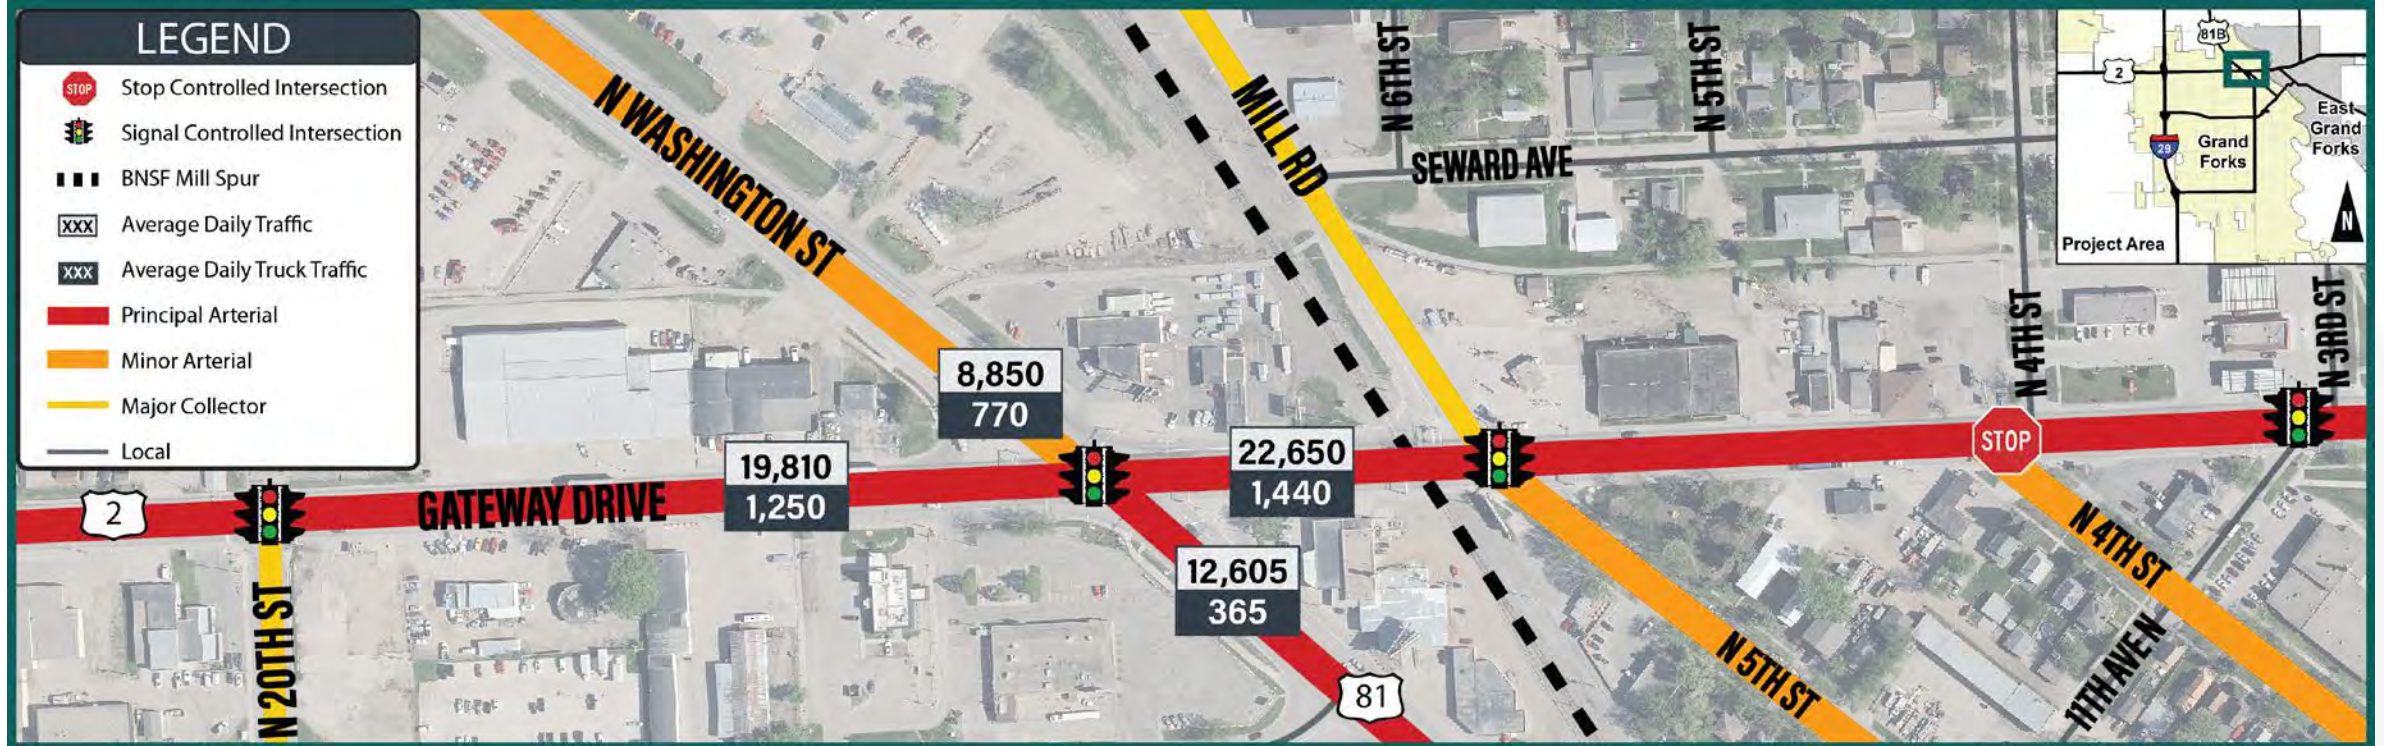 LEGEND
STOP Stop Controlled Intersection
Signal Controlled Intersection
BNSF Mill Spur
XXX Average Daily Traffic
XXX Average Daily Truck Traffic
Principal Arterial
Minor Arterial
Major Collector
Local
N WASHINGTON ST
MILL RD
N 6TH ST
N 5TH ST
SEWARD AVE
81B
2
29
Grand
Forks
East
Grand
Forks
N
Project Area
N 4TH ST
N 3RD ST
8,850
770
19,810
1,250
22,650
1,440
12,605
365
2
GATEWAY DRIVE
STOP
N 20TH ST
81
N 5TH ST
N 4TH ST
11TH AVE N